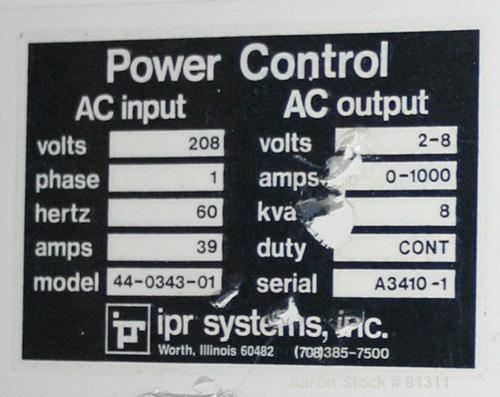 Power Control
AC input
AC output
volts 208
phase 1
hertz 60
amps 39
model 44-0343-01
volts 2-8
amps 0-1000
kva 8
duty CONT
serial A3410-1
ipr ipr systems, inc.
Worth, Illinois 60482 (708)385-7500
Aaron Stock # 81311